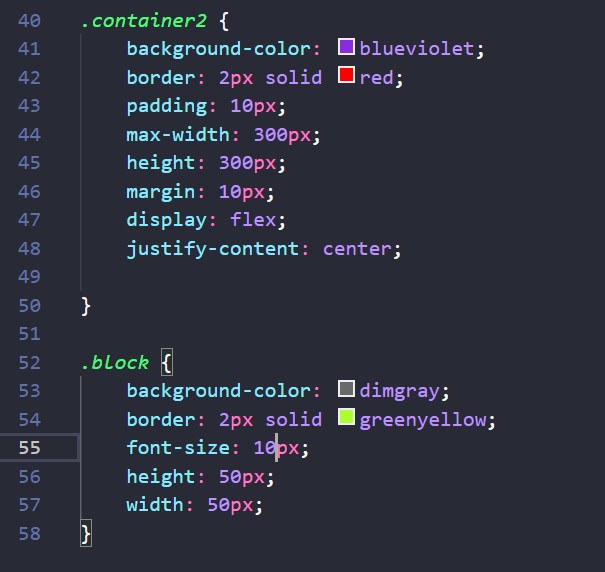 40 .container2 {
41 background-color: blueviolet;
42 border: 2px solid red;
43 padding: 10px;
44 max-width: 300px;
45 height: 300px;
46 margin: 10px;
47 display: flex;
48 justify-content: center;
49
50 }
51
52 .block {
53 background-color: dimgray;
54 border: 2px solid greenyellow;
55 font-size: 10px;
56 height: 50px;
57 width: 50px;
58 }